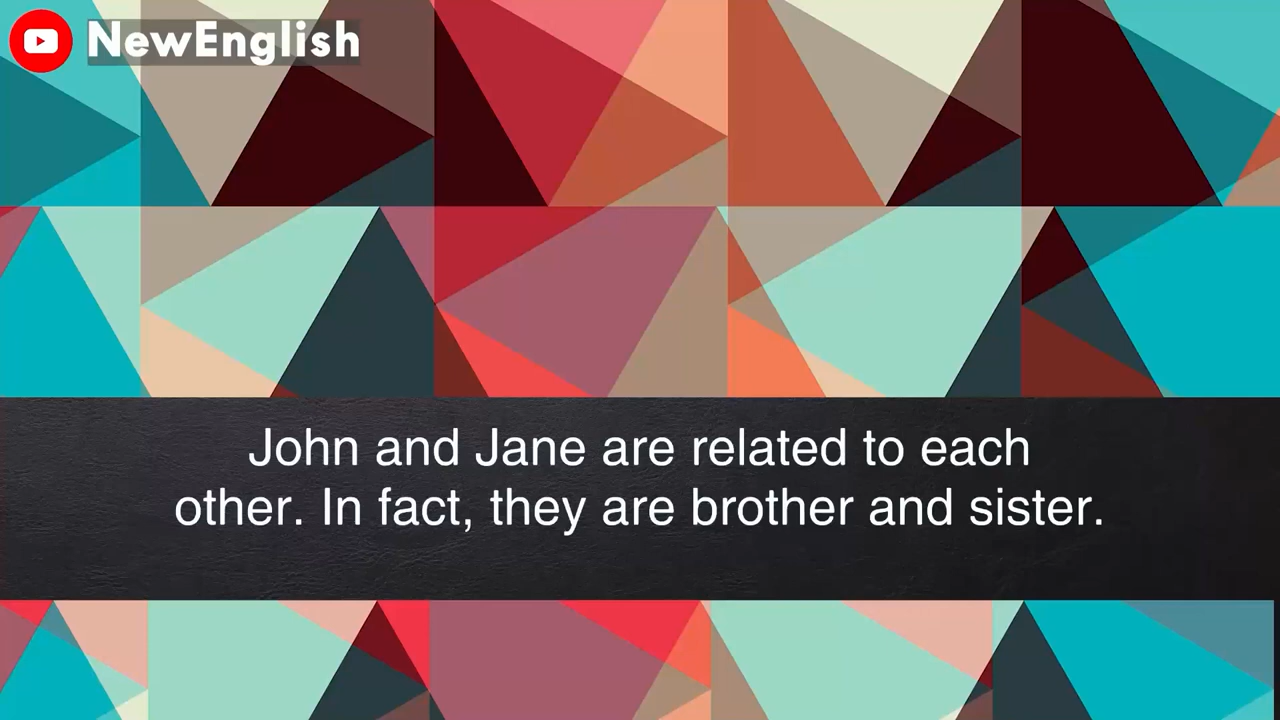 NewEnglish
John and Jane are related to each
other. In fact, they are brother and sister.